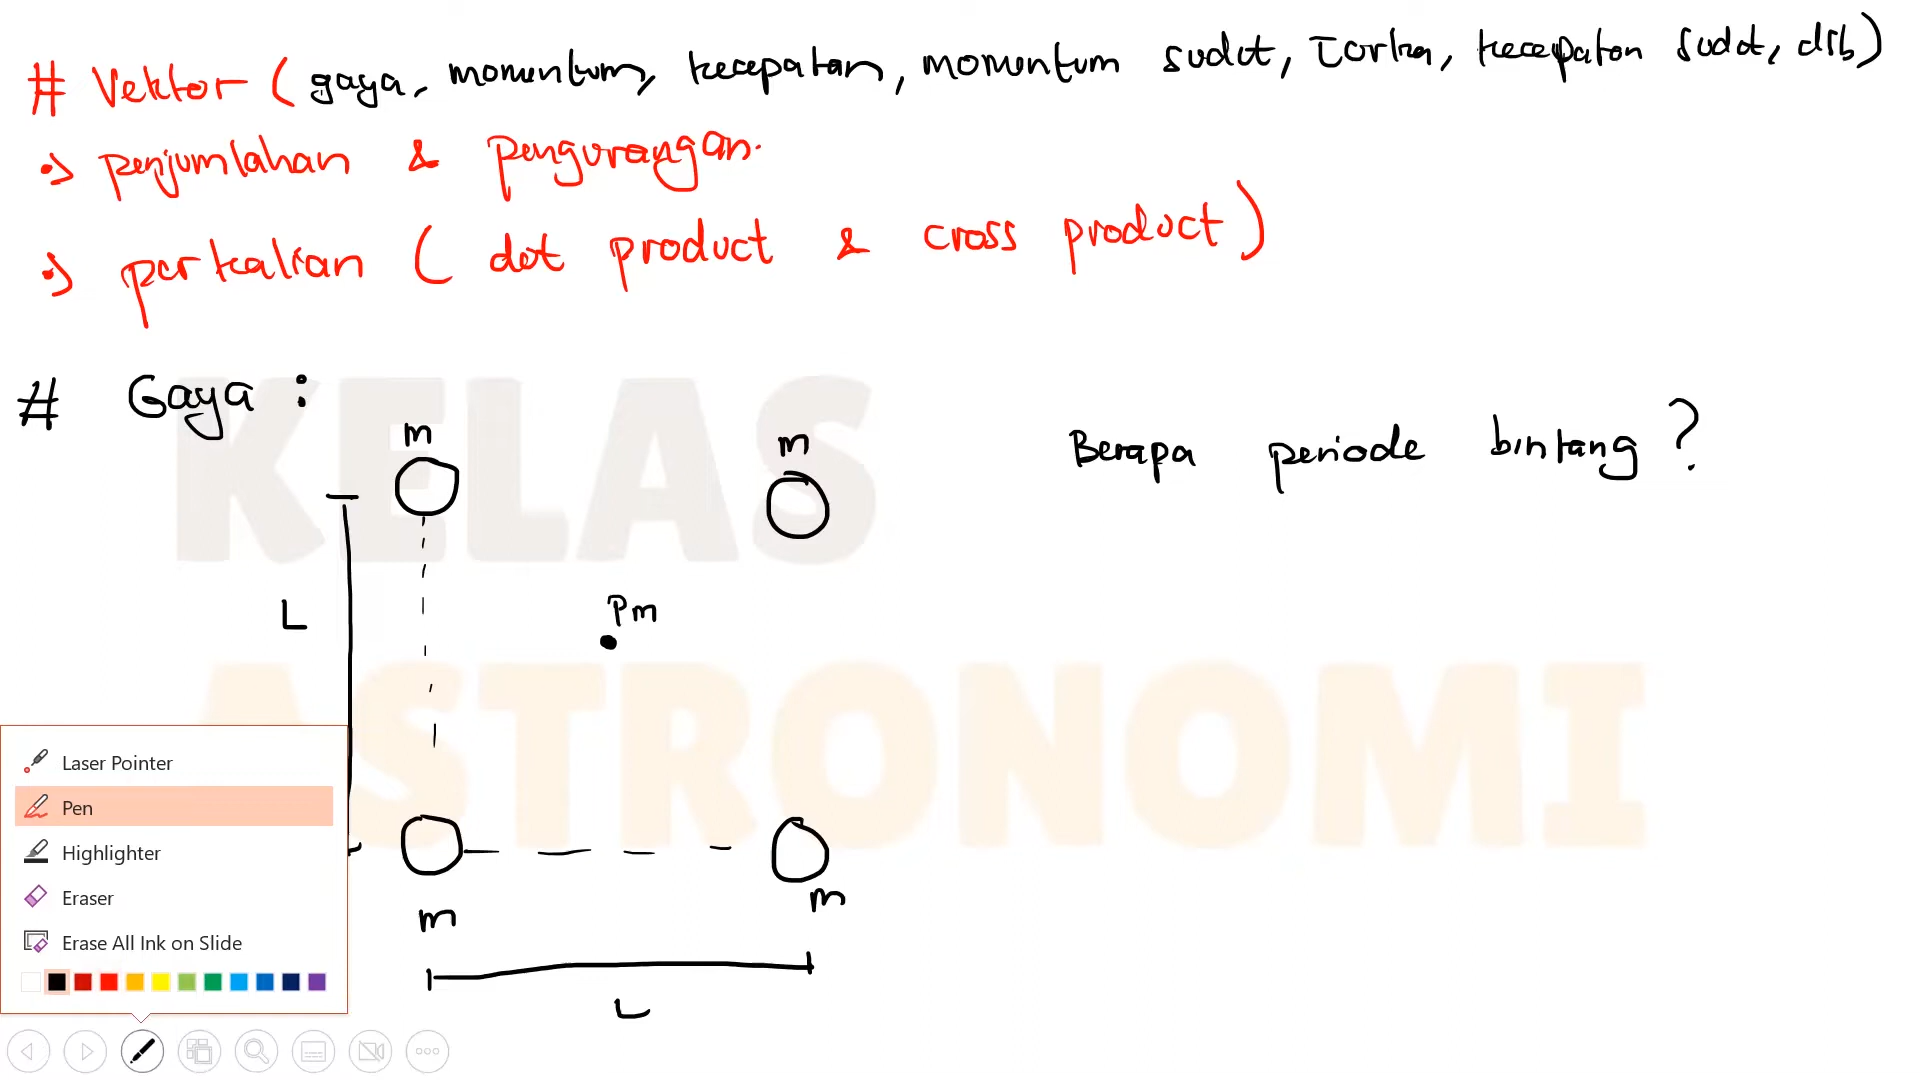 # Vektor ( gaya, momentum, kecepatan, momentum sudut, Torka, kecepatan sudut, dsb)
→ penjumlahan & pengurangan.
→ perkalian ( dot product & cross product )
# Gaya :
Berapa periode bintang ?
m
m
L
Pm
m
m
L
KELAS
ASTRONOMI
Laser Pointer
Pen
Highlighter
Eraser
Erase All Ink on Slide